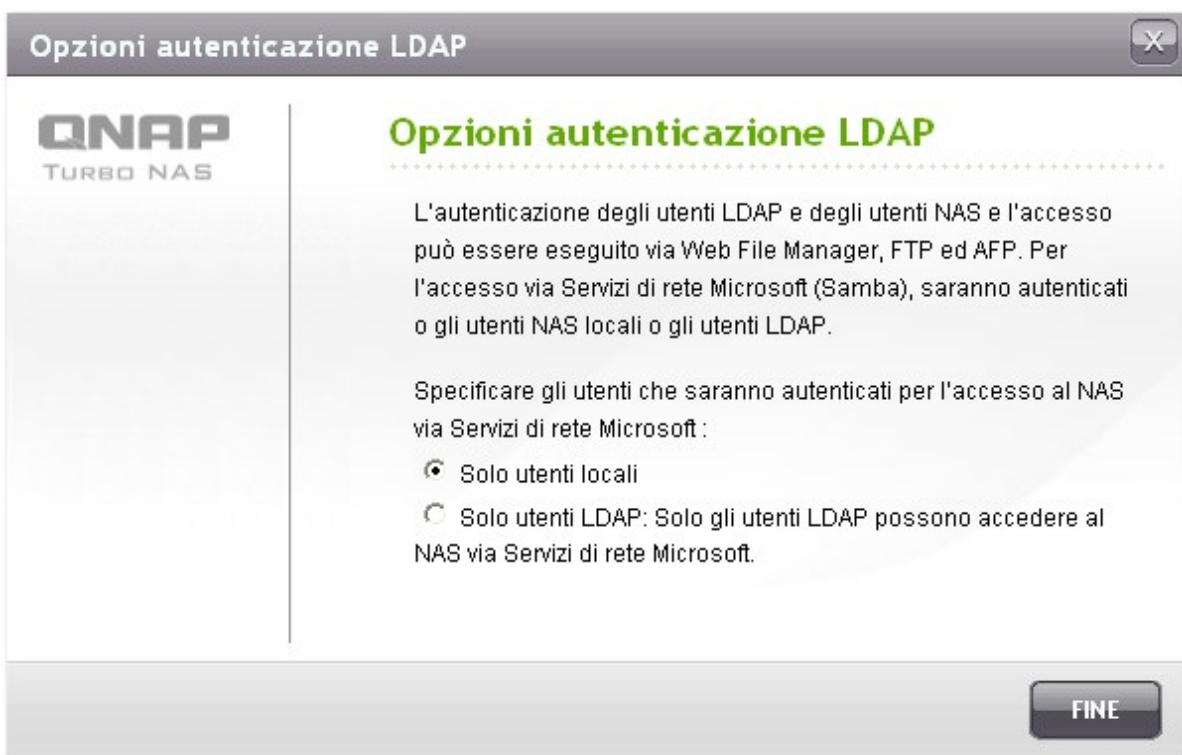 Opzioni autenticazione LDAP
X
QNAP
TURBO NAS
Opzioni autenticazione LDAP
L'autenticazione degli utenti LDAP e degli utenti NAS e l'accesso
può essere eseguito via Web File Manager, FTP ed AFP. Per
l'accesso via Servizi di rete Microsoft (Samba), saranno autenticati
o gli utenti NAS locali o gli utenti LDAP.
Specificare gli utenti che saranno autenticati per l'accesso al NAS
via Servizi di rete Microsoft :
Solo utenti locali
Solo utenti LDAP: Solo gli utenti LDAP possono accedere al
NAS via Servizi di rete Microsoft.
FINE